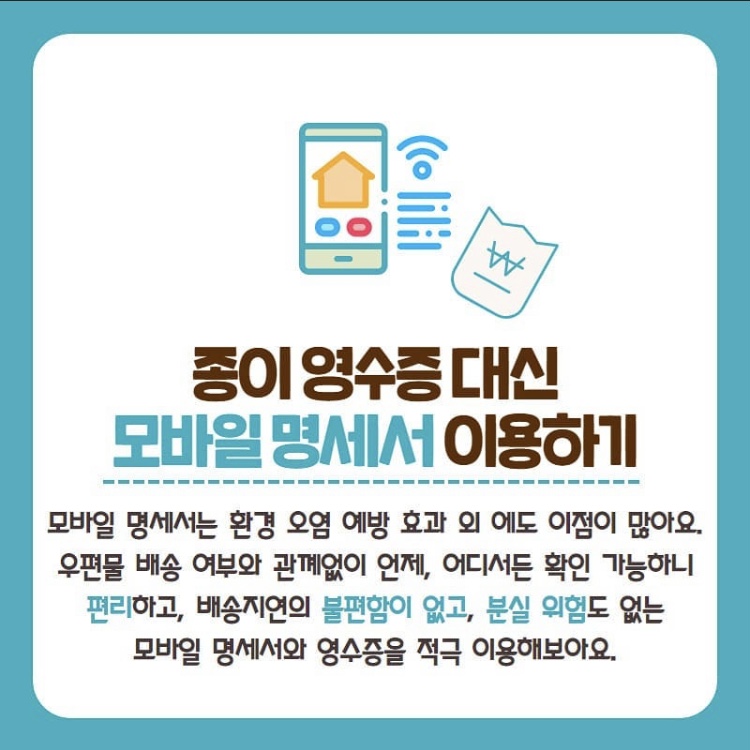 종이 영수증 대신
모바일 명세서 이용하기
모바일 명세서는 환경 오염 예방 효과 외 에도 이점이 많아요.
우편물 배송 여부와 관계없이 언제, 어디서든 확인 가능하니
편리하고, 배송지연의 불편함이 없고, 분실 위험도 없는
모바일 명세서와 영수증을 적극 이용해보아요.